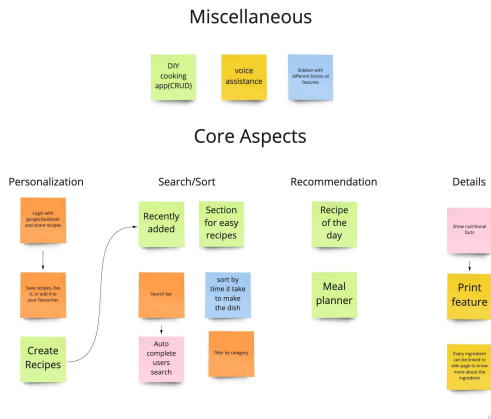 Miscellaneous
DIY
cooking
app(CRUD)
voice
assistance
Sidebar with
different blocks of
features
Core Aspects
Personalization
Search/Sort
Recommendation
Details
Login with
google,facebook
and share recipes
Save recipes, like
it, or add it to
your favourites
Create
Recipes
Recently
added
Section
for easy
recipes
Search bar
sort by
time it take
to make
the dish
Auto
complete
users
search
filter by category
Recipe
of the
day
Meal
planner
Show nutritional
facts
Print
feature
Every ingredient
can be linked to
wiki page to know
more about the
ingredient